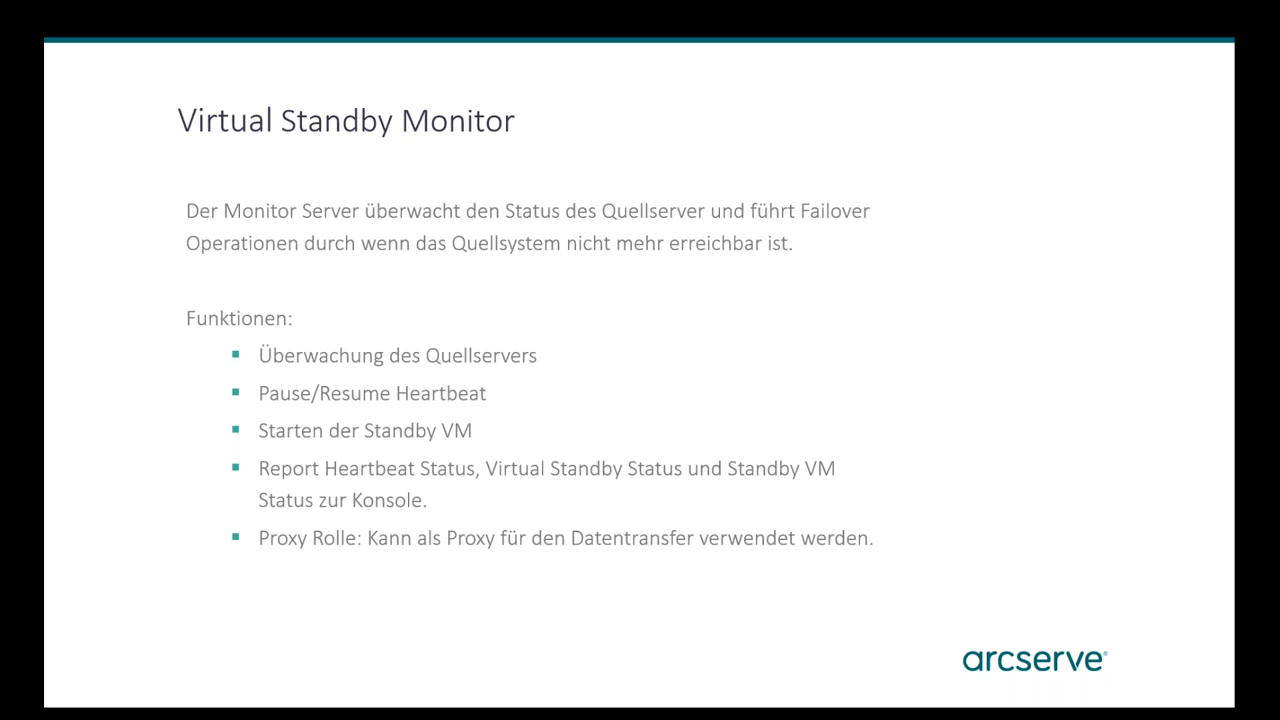 Virtual Standby Monitor
Der Monitor Server überwacht den Status des Quellserver und führt Failover
Operationen durch wenn das Quellsystem nicht mehr erreichbar ist.
Funktionen:
▪ Überwachung des Quellservers
▪ Pause/Resume Heartbeat
▪ Starten der Standby VM
▪ Report Heartbeat Status, Virtual Standby Status und Standby VM
Status zur Konsole.
▪ Proxy Rolle: Kann als Proxy für den Datentransfer verwendet werden.
arcserve®